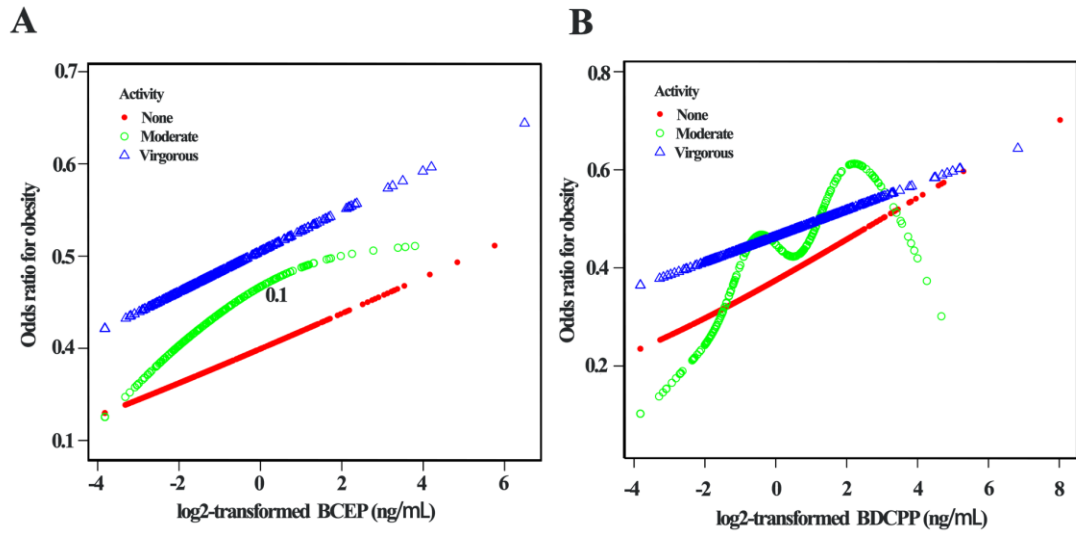 A
Odds ratio for obesity
0.7
0.6
0.5
0.4
0.1
Activity
None
Moderate
Virgorous
0.1
-4
-2
0
2
4
6
log2-transformed BCEP (ng/mL)
B
Odds ratio for obesity
0.8
0.6
0.4
0.2
Activity
None
Moderate
Virgorous
-4
-2
0
2
4
6
8
log2-transformed BDCPP (ng/mL)